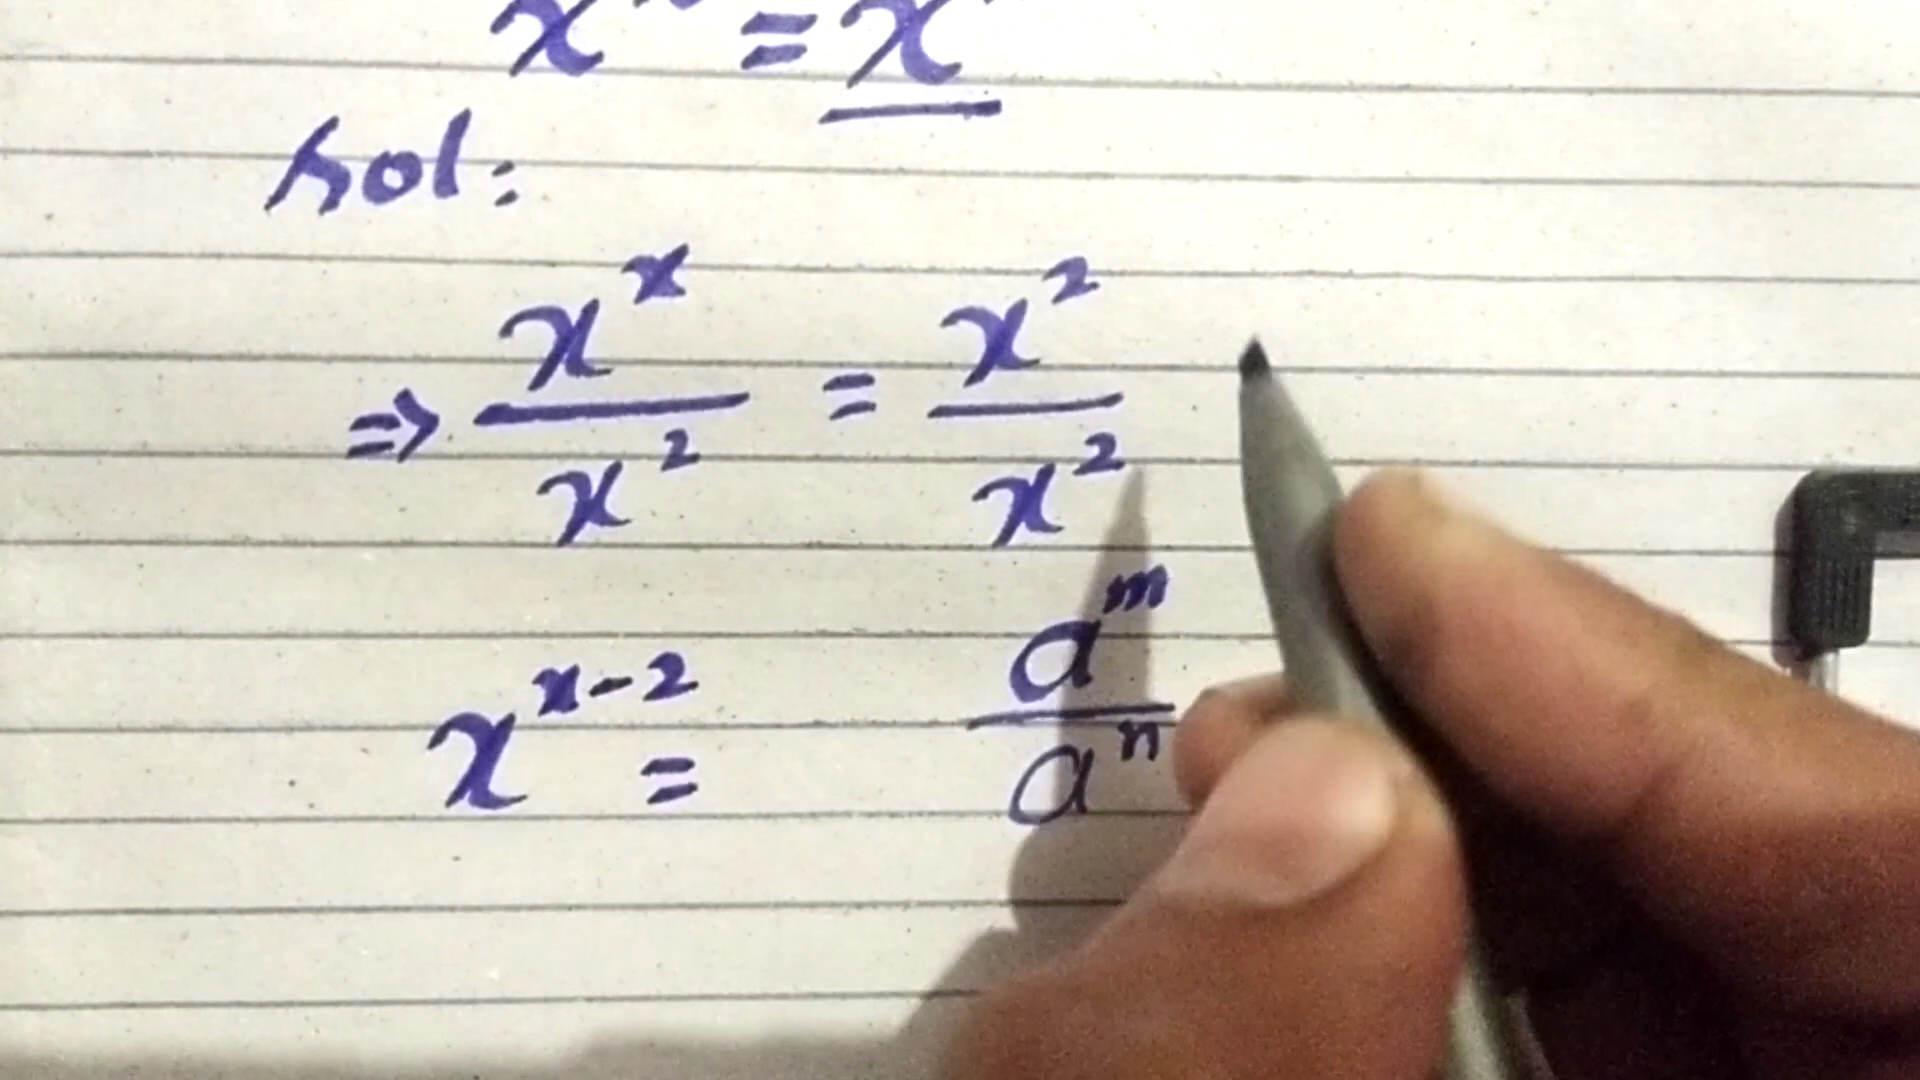 x = x
sol:
⇒ x^x / x^2 = x^2 / x^2
x^(x-2) = a^m / a^n